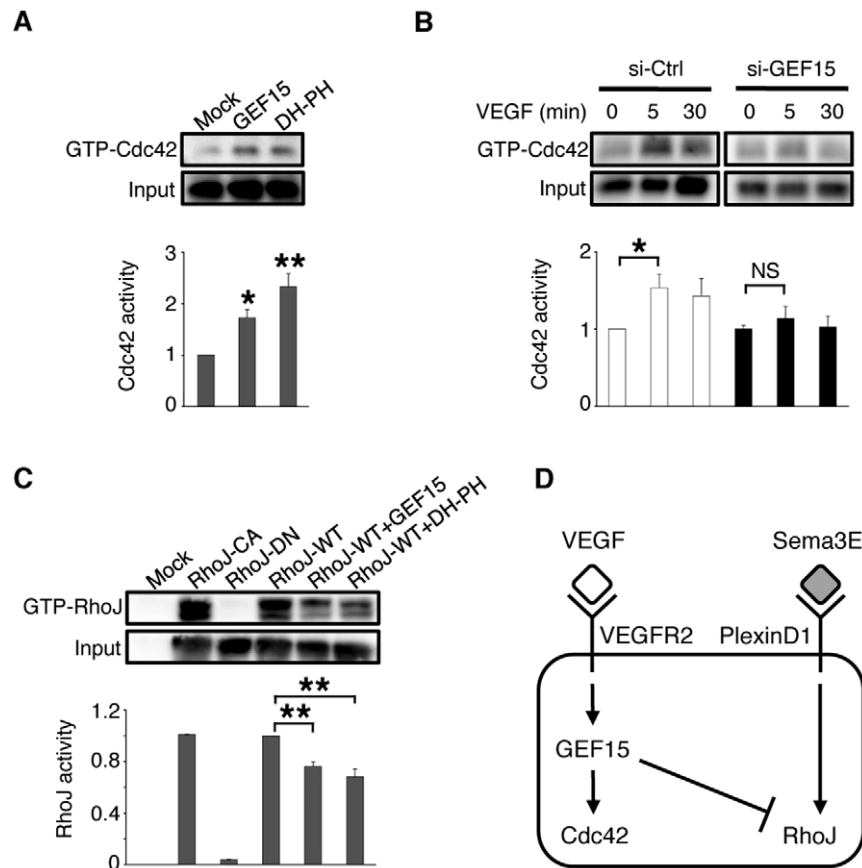 A
Mock
GEF15
DH-PH
GTP-Cdc42
Input
3
2
1
0
Cdc42 activity
*
**
B
si-Ctrl
si-GEF15
VEGF (min)
0 5 30
0 5 30
GTP-Cdc42
Input
2
1
0
Cdc42 activity
*
NS
C
Mock
RhoJ-CA
RhoJ-DN
RhoJ-WT
RhoJ-WT+GEF15
RhoJ-WT+DH-PH
GTP-RhoJ
Input
1.2
0.8
0.4
0
RhoJ activity
**
**
D
VEGF
Sema3E
VEGFR2
PlexinD1
GEF15
Cdc42
RhoJ